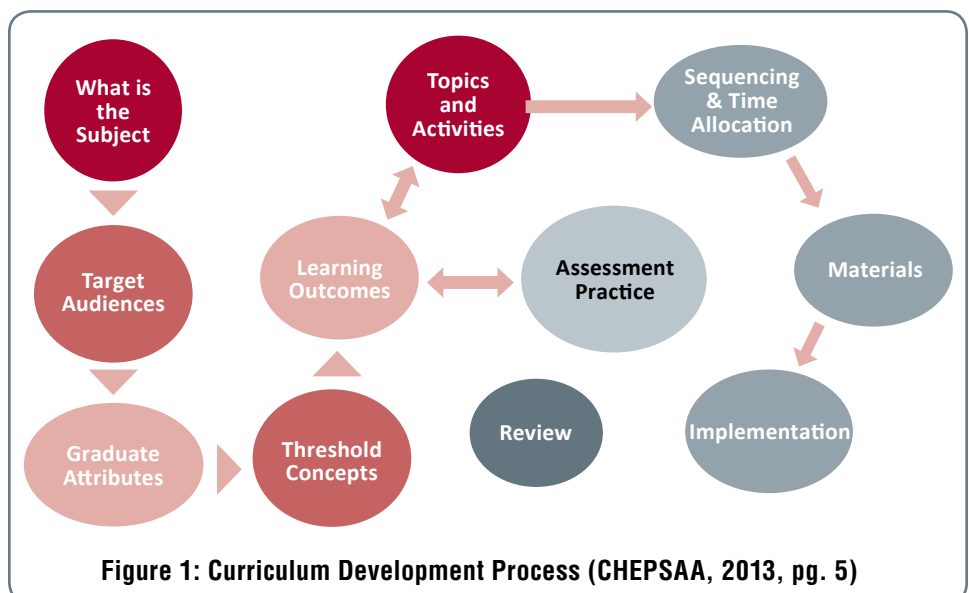 What is
the
Subject
Target
Audiences
Graduate
Attributes
Threshold
Concepts
Learning
Outcomes
Assessment
Practice
Topics
and
Activities
Sequencing
& Time
Allocation
Materials
Implementation
Review
Figure 1: Curriculum Development Process (CHEPSAA, 2013, pg. 5)